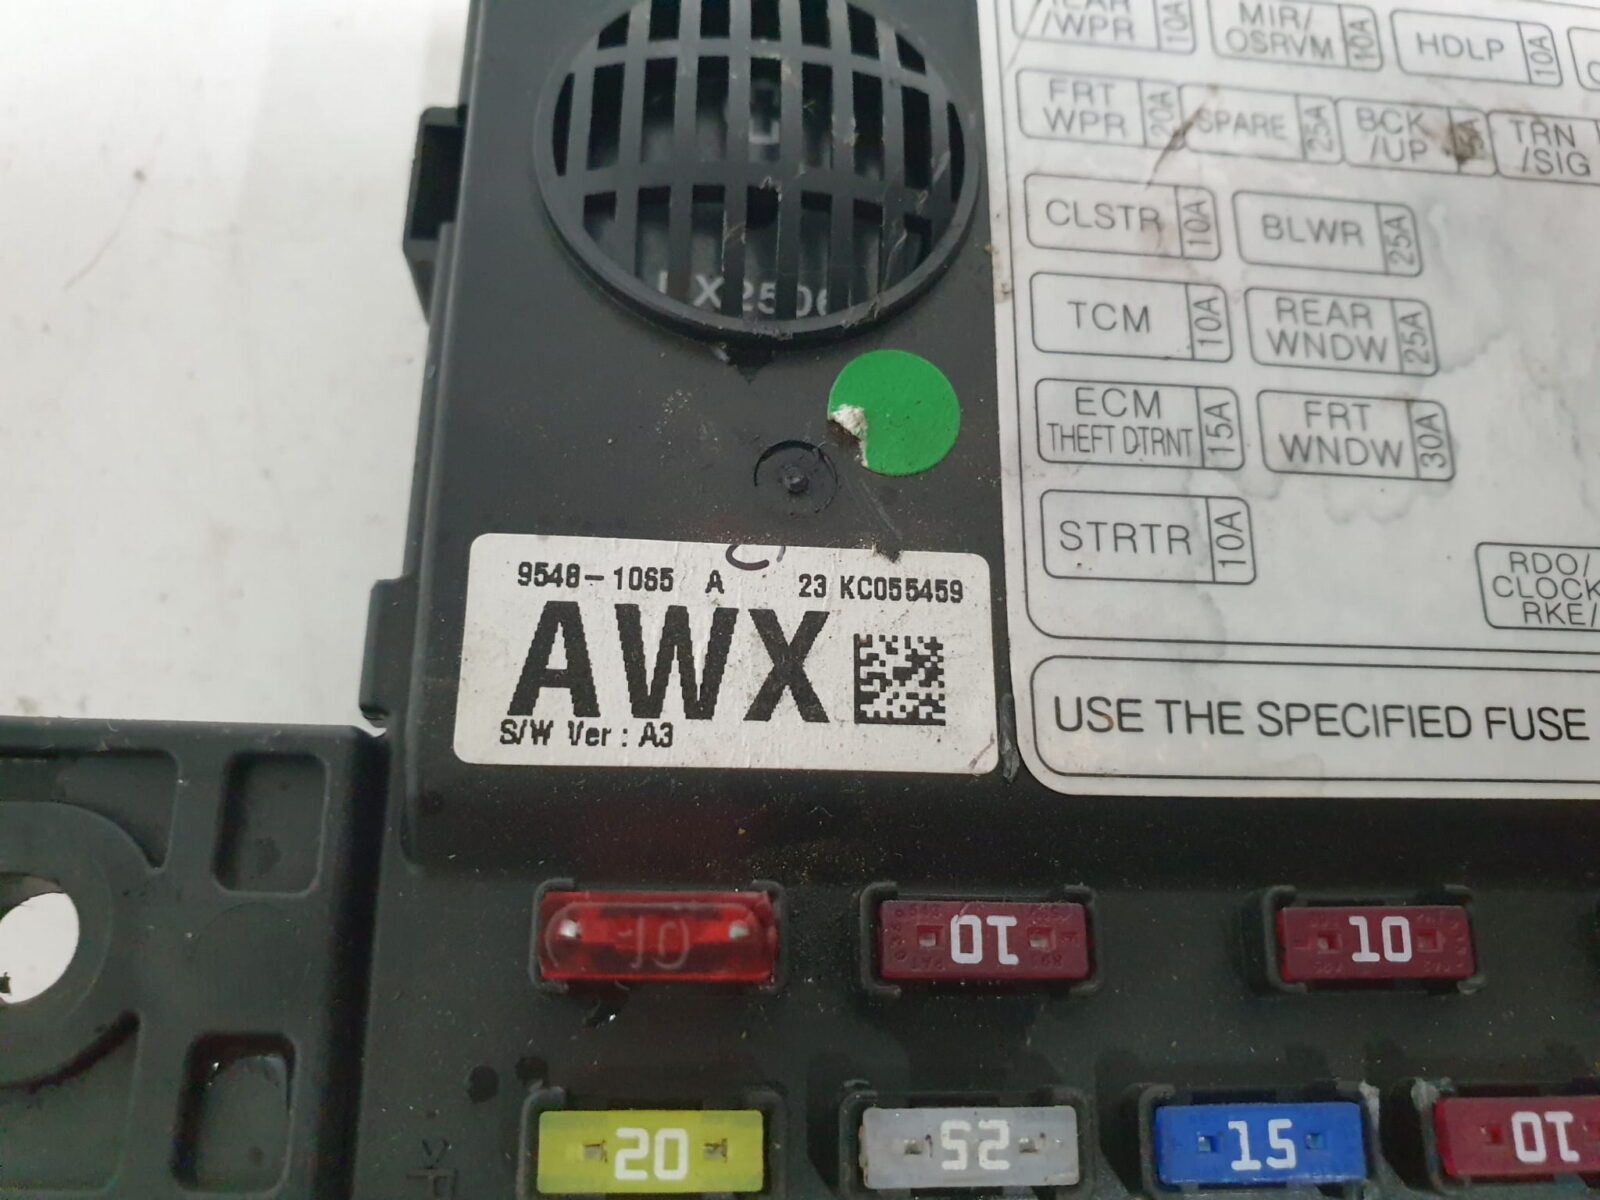 /WPR 10A
MIR/
OSRVM 10A
HDLP 10A
FRT
WPR 20A
SPARE 25A
BCK
/UP
TRN
/SIG
CLSTR 10A
BLWR 25A
TCM 10A
REAR
WNDW 25A
ECM
THEFT DTRNT 15A
FRT
WNDW 30A
STRTR 10A
RDO/
CLOCK
RKE/
USE THE SPECIFIED FUSE
9548-10S5 A 23 KC055459
AWX
S/W Ver : A3
10
10
10
20
25
15
10